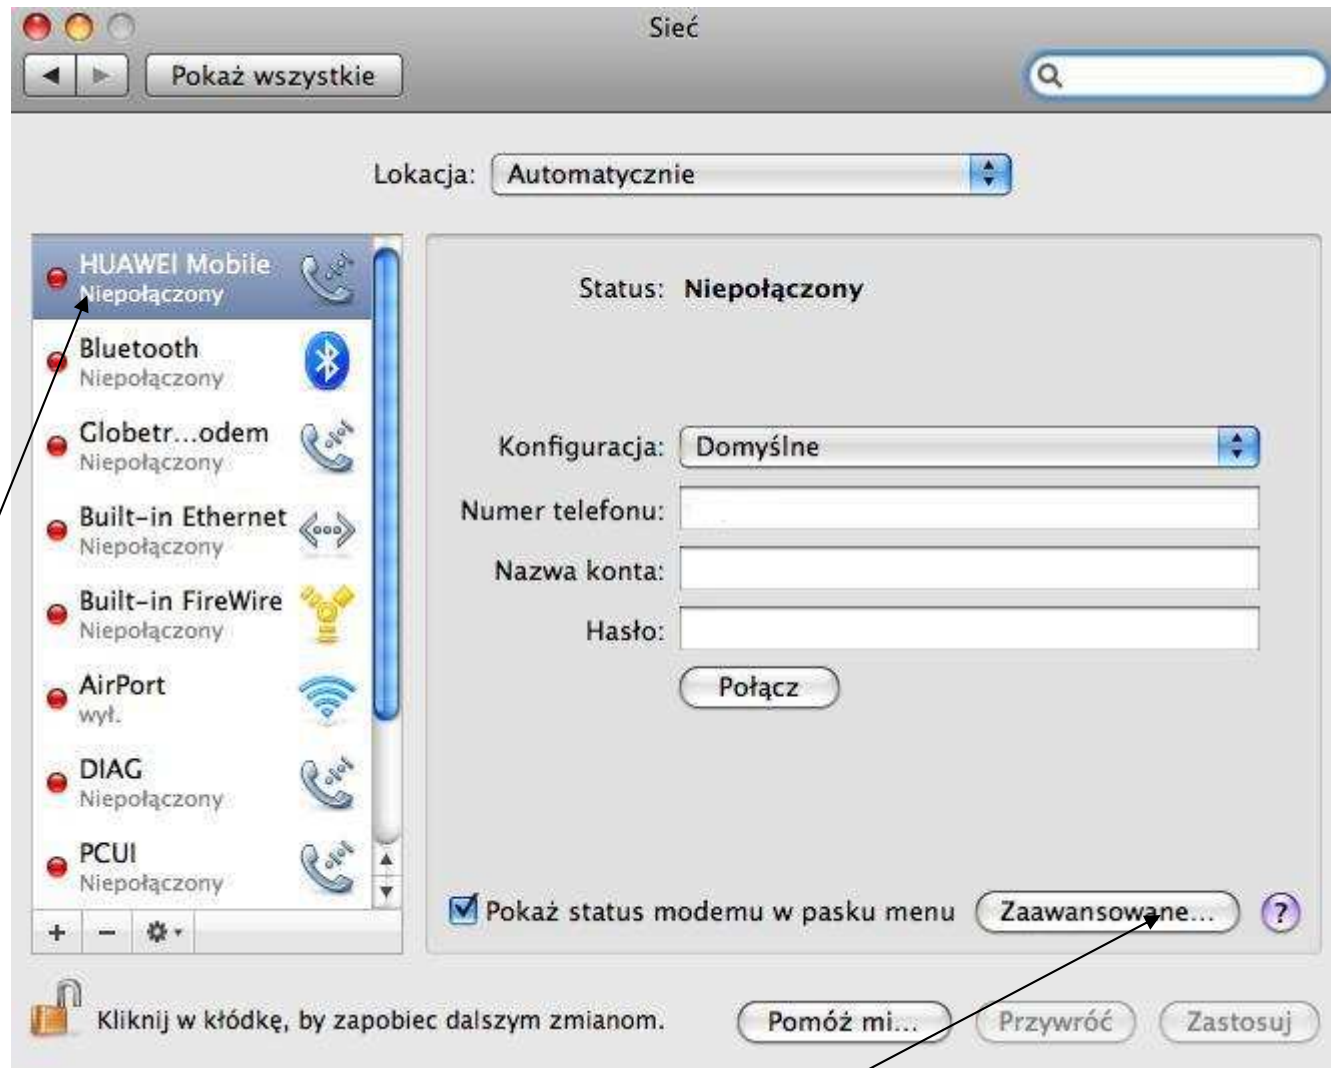 Sieć
Pokaż wszystkie
Lokacja: Automatycznie
HUAWEI Mobile
Niepołączony
Bluetooth
Niepołączony
Globetr...odem
Niepołączony
Built-in Ethernet
Niepołączony
Built-in FireWire
Niepołączony
AirPort
wył.
DIAG
Niepołączony
PCUI
Niepołączony
Status: Niepołączony
Konfiguracja: Domyślne
Numer telefonu:
Nazwa konta:
Hasło:
Połącz
Pokaż status modemu w pasku menu
Zaawansowane...
?
Kliknij w kłódkę, by zapobiec dalszym zmianom.
Pomóż mi...
Przywróć
Zastosuj